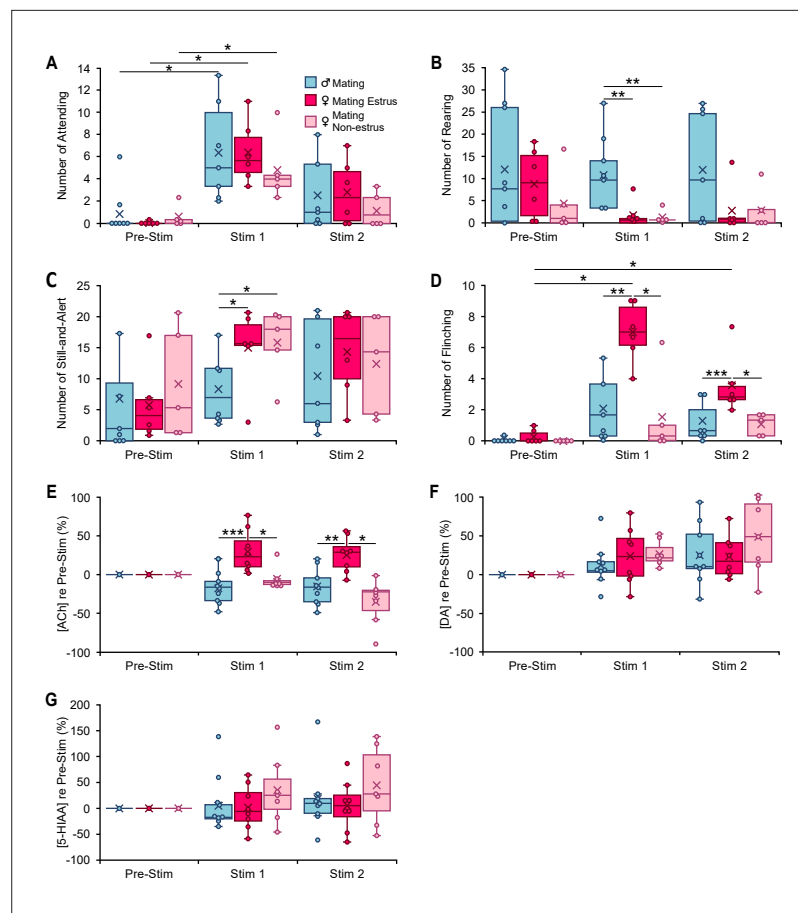 A
Number of Attending
14
12
10
8
6
4
2
0
*
*
*
♂ Mating
♀ Mating Estrus
♀ Mating
Non-estrus
Pre-Stim Stim 1 Stim 2
B
Number of Rearing
35
30
25
20
15
10
5
0
**
**
Pre-Stim Stim 1 Stim 2
C
Number of Still-and-Alert
25
20
15
10
5
0
*
*
Pre-Stim Stim 1 Stim 2
D
Number of Flinching
10
8
6
4
2
0
*
*
** *
*** *
Pre-Stim Stim 1 Stim 2
E
[ACh] re Pre-Stim (%)
100
50
0
-50
-100
*** * ** *
Pre-Stim Stim 1 Stim 2
F
[DA] re Pre-Stim (%)
100
50
0
-50
-100
Pre-Stim Stim 1 Stim 2
G
[5-HIAA] re Pre-Stim (%)
200
150
100
50
0
-50
-100
Pre-Stim Stim 1 Stim 2